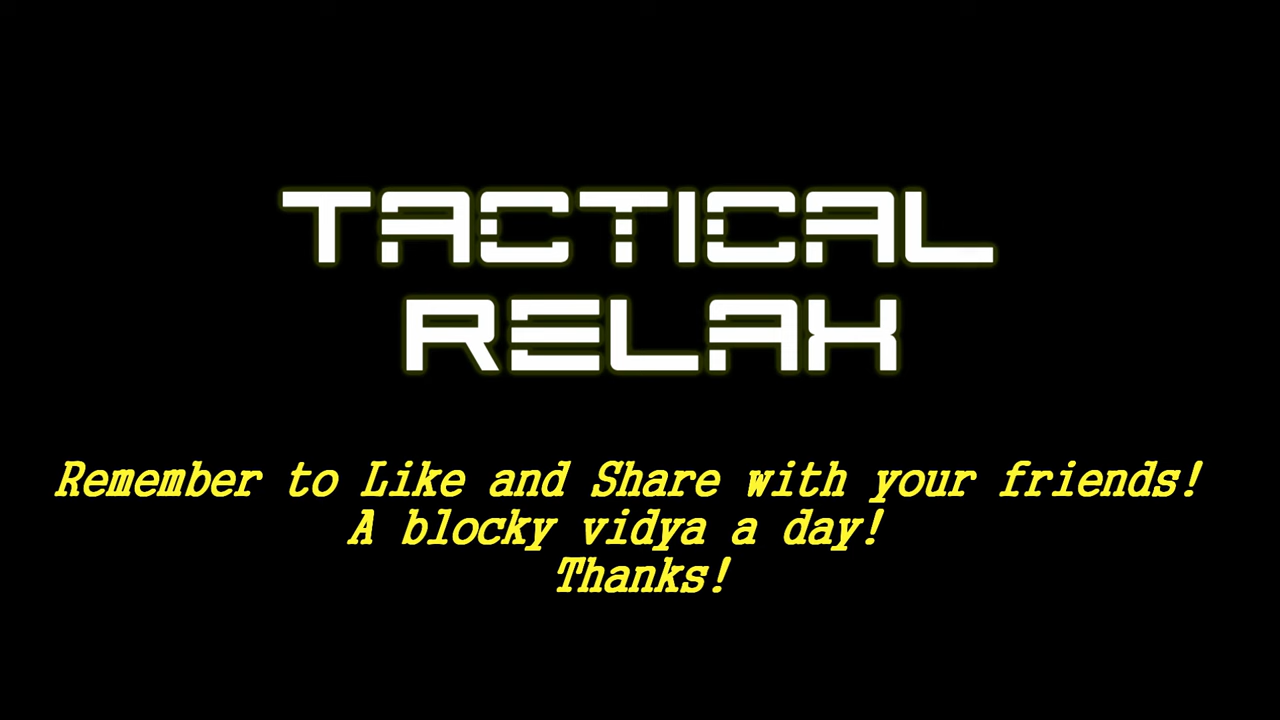 TACTICAL
RELAX
Remember to Like and Share with your friends!
A blocky vidya a day!
Thanks!